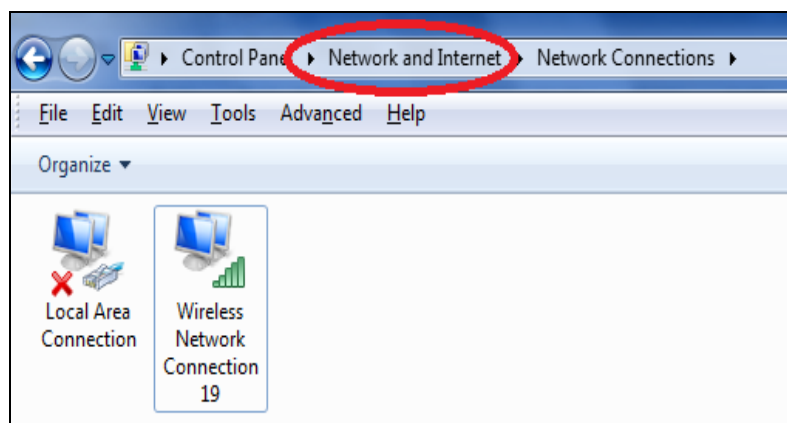 Control Pane Network and Internet Network Connections
File Edit View Tools Advanced Help
Organize
Local Area
Connection
Wireless
Network
Connection
19